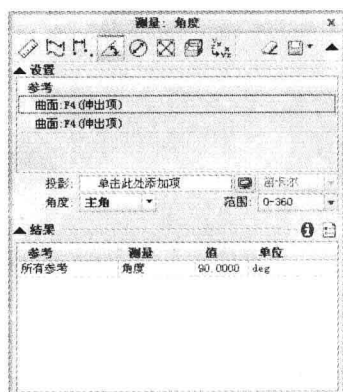 测量: 角度
设置
参考
曲面:F4(伸出项)
曲面:F4(伸出项)
投影: 单击此处添加项 笛卡尔
角度: 主角 范围: 0-360
结果
参考 测量 值 单位
所有参考 角度 90.0000 deg